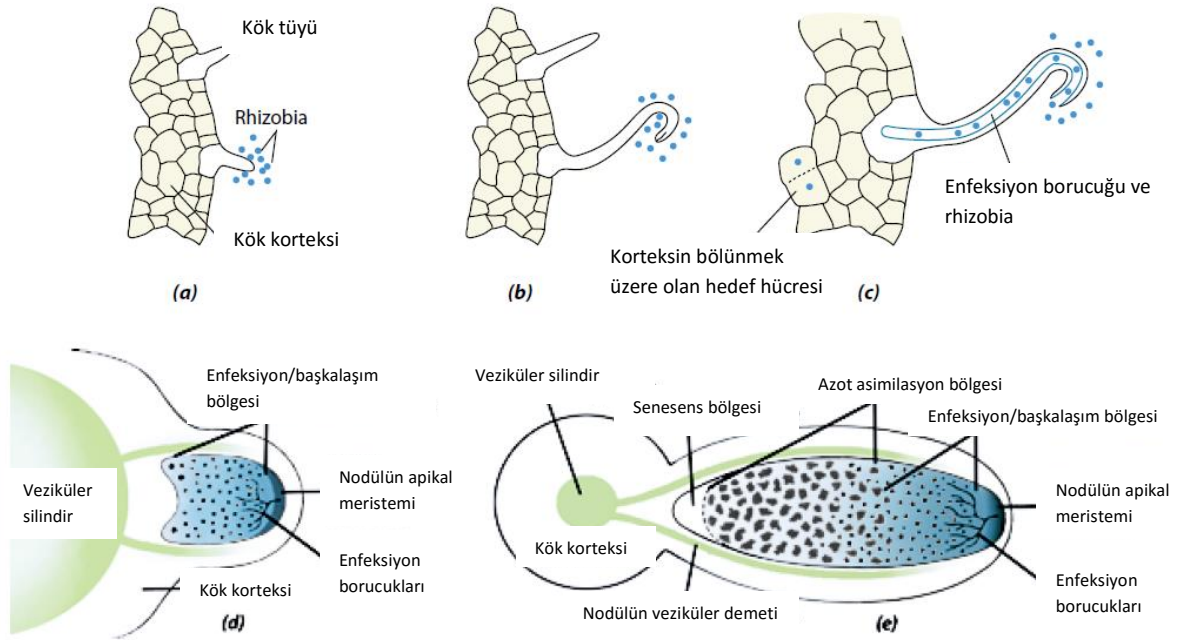 Kök tüyü
Rhizobia
Kök korteksi
(a)
(b)
Enfeksiyon borucuğu ve
rhizobia
Korteksin bölünmek
üzere olan hedef hücresi
(c)
Enfeksiyon/başkalaşım
bölgesi
Veziküler
silindir
Nodülün apikal
meristemi
Enfeksiyon
borucukları
Kök korteksi
(d)
Veziküler silindir
Senesens bölgesi
Azot asimilasyon bölgesi
Enfeksiyon/başkalaşım bölgesi
Nodülün apikal
meristemi
Kök korteksi
Enfeksiyon
borucukları
Nodülün veziküler demeti
(e)